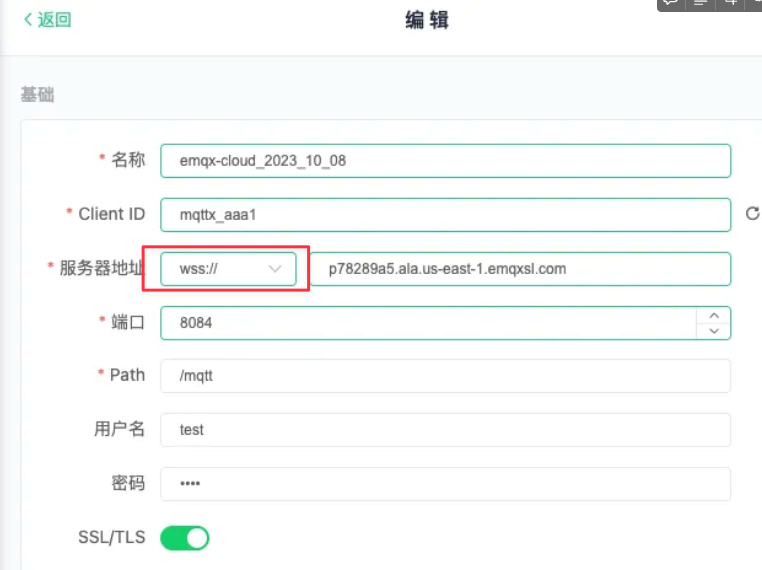 返回
编辑
基础
* 名称 emqx-cloud_2023_10_08
* Client ID mqttx_aaa1
* 服务器地址 wss:// p78289a5.ala.us-east-1.emqxsl.com
* 端口 8084
* Path /mqtt
用户名 test
密码 ••••
SSL/TLS